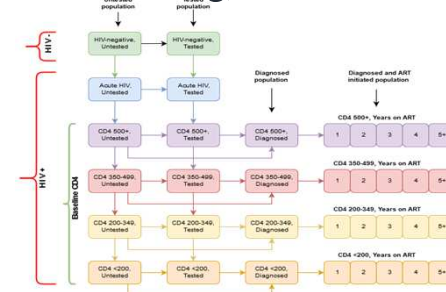 Untested
population
Tested
population
HIV-
HIV-negative,
Untested
HIV-negative,
Tested
HIV+
Acute HIV,
Untested
Acute HIV,
Tested
Diagnosed
population
Diagnosed and ART
initiated population
Baseline CD4
CD4 500+, Years on ART
CD4 500+,
Untested
CD4 500+,
Tested
CD4 500+,
Diagnosed
1 2 3 4 5+
CD4 350-499, Years on ART
CD4 350-499,
Untested
CD4 350-499,
Tested
CD4 350-499,
Diagnosed
1 2 3 4 5+
CD4 200-349, Years on ART
CD4 200-349,
Untested
CD4 200-349,
Tested
CD4 200-349,
Diagnosed
1 2 3 4 5+
CD4 <200, Years on ART
CD4 <200,
Untested
CD4 <200,
Tested
CD4 <200,
Diagnosed
1 2 3 4 5+